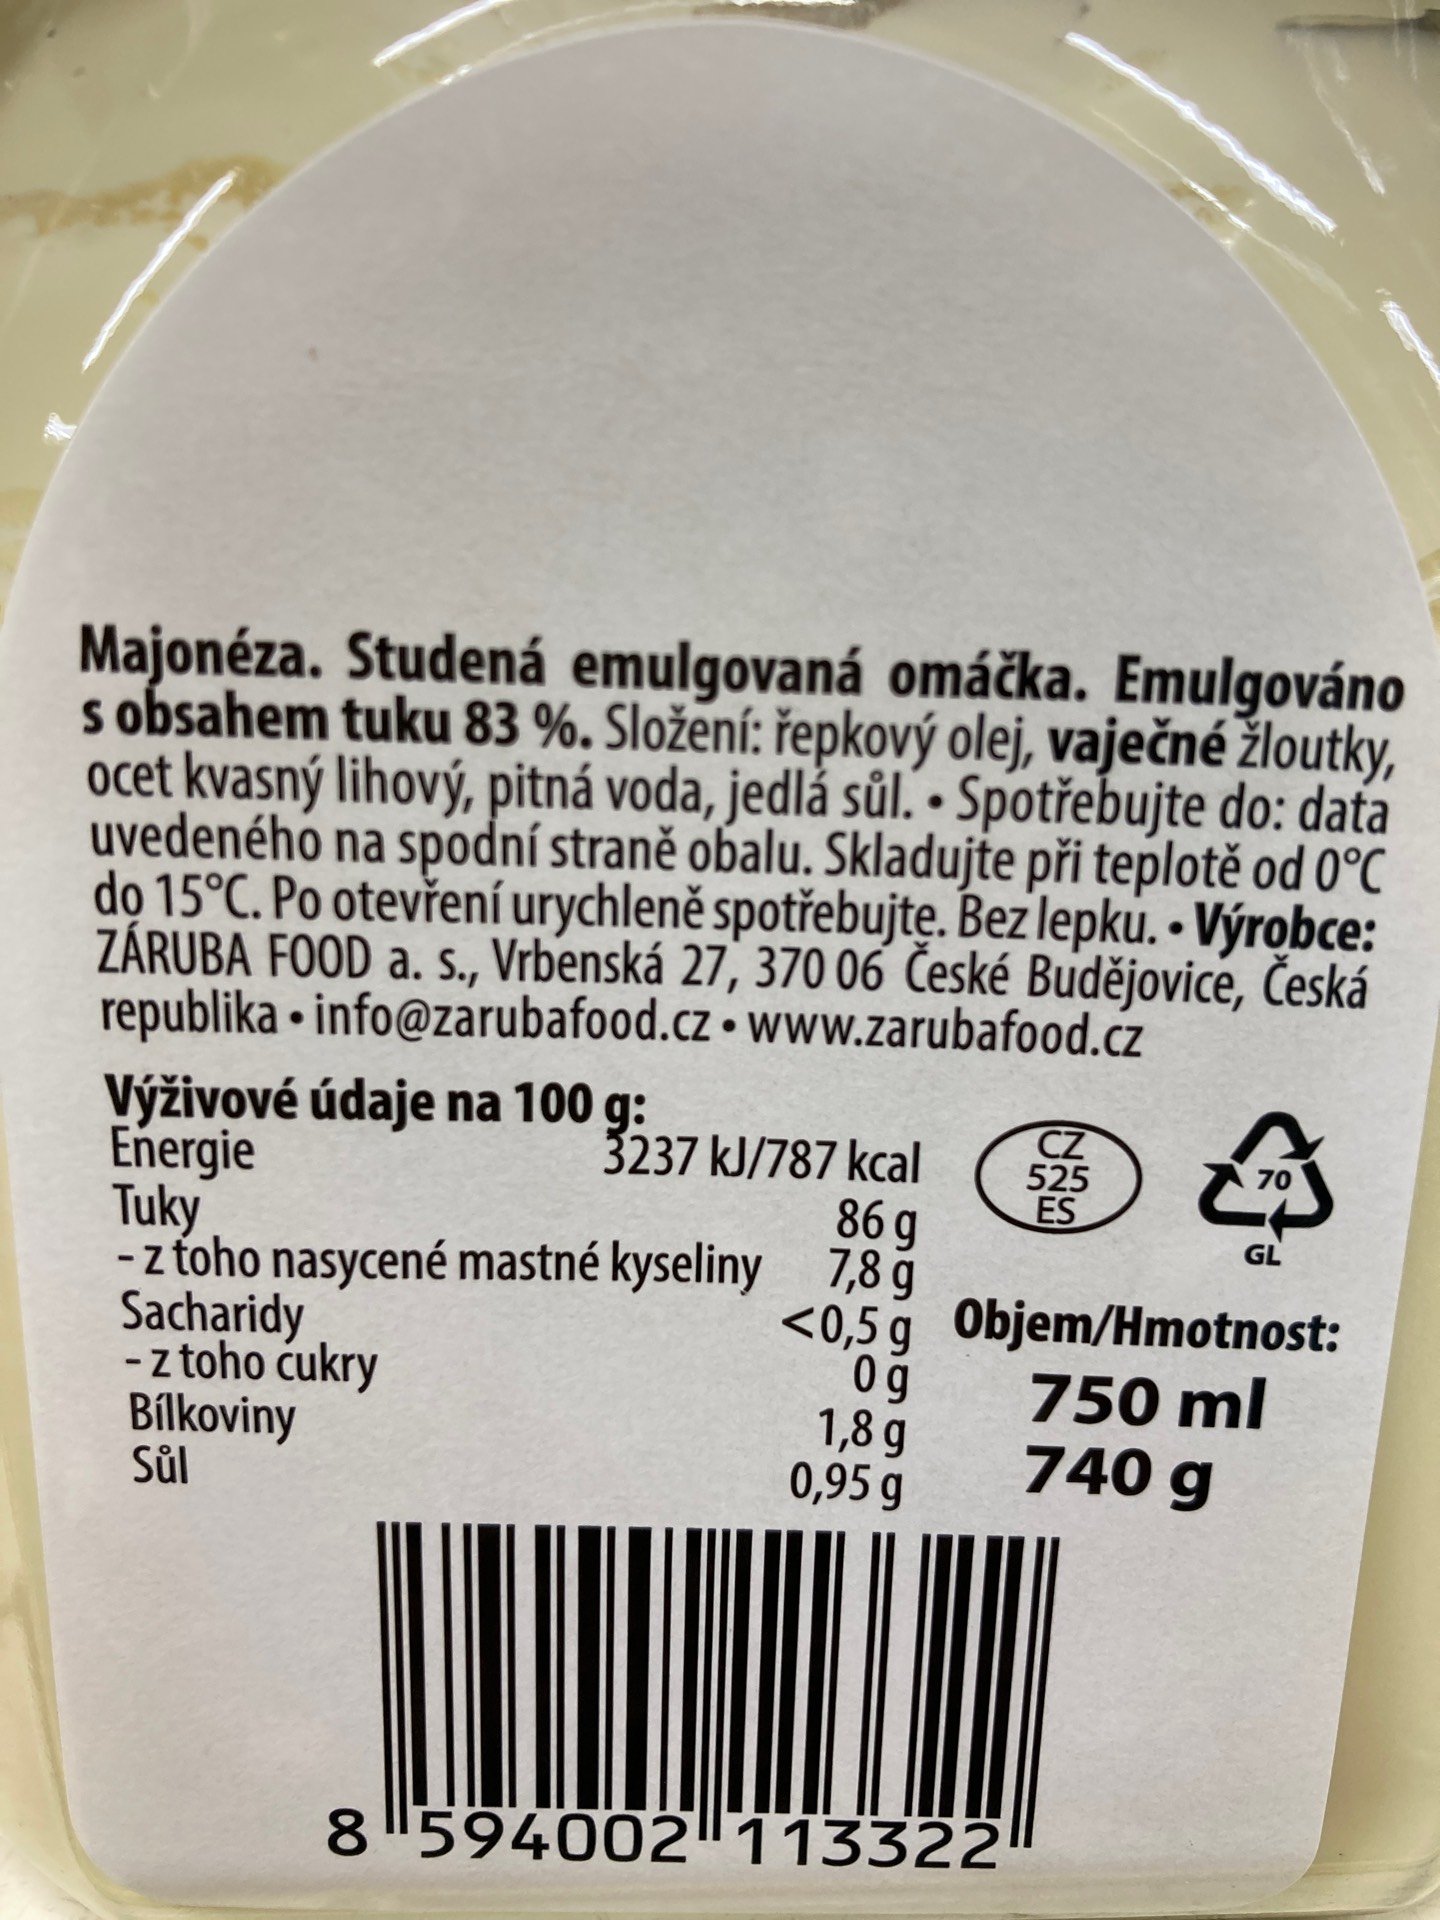 Majonéza. Studená emulgovaná omáčka. Emulgováno
s obsahem tuku 83 %. Složení: řepkový olej, vaječné žloutky,
ocet kvasný lihový, pitná voda, jedlá sůl. • Spotřebujte do: data
uvedeného na spodní straně obalu. Skladujte při teplotě od 0°C
do 15°C. Po otevření urychleně spotřebujte. Bez lepku. • Výrobce:
ZÁRUBA FOOD a. s., Vrbenská 27, 370 06 České Budějovice, Česká
republika • info@zarubafood.cz • www.zarubafood.cz
Výživové údaje na 100 g:
Energie 3237 kJ/787 kcal
Tuky 86 g
- z toho nasycené mastné kyseliny 7,8 g
Sacharidy <0,5 g
- z toho cukry 0 g
Bílkoviny 1,8 g
Sůl 0,95 g
CZ
525
ES
70
GL
Objem/Hmotnost:
750 ml
740 g
8 594002 113322